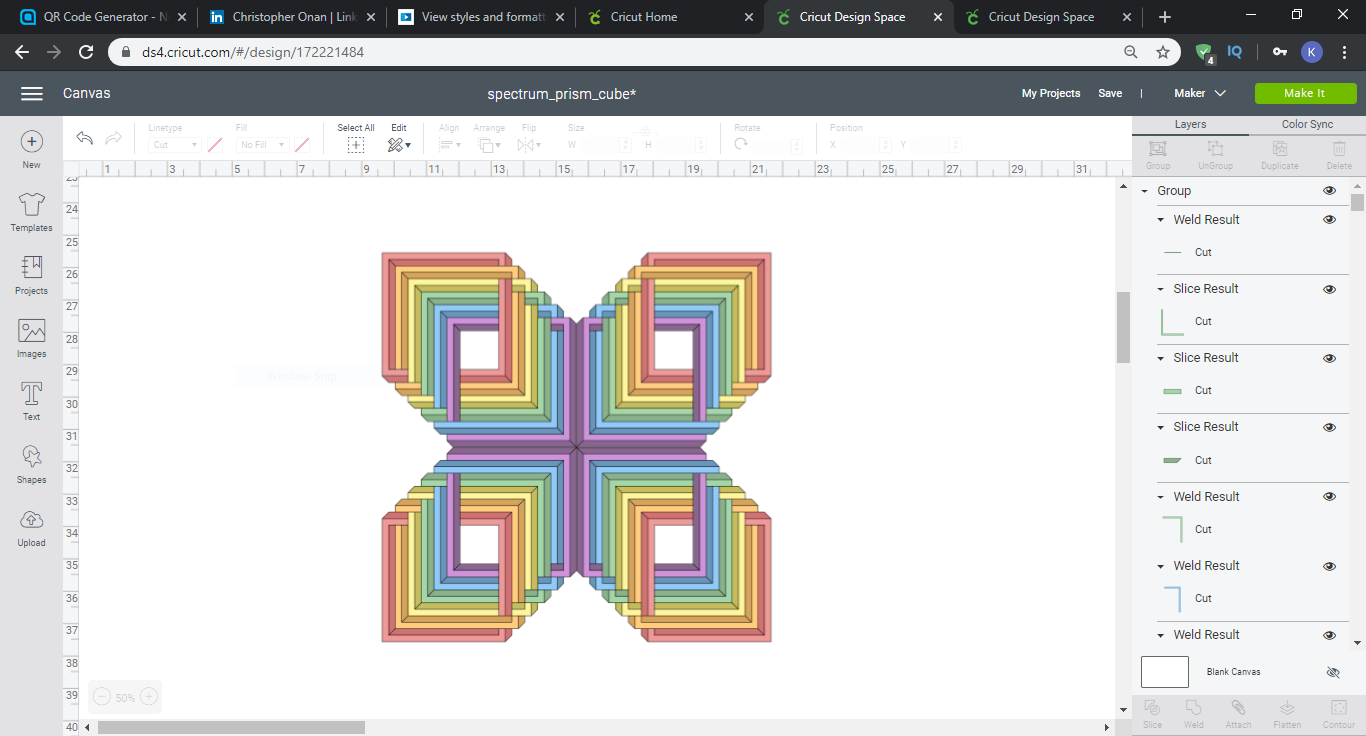 QR Code Generator - N
Christopher Onan | Link
View styles and formatt
Cricut Home
Cricut Design Space
Cricut Design Space
ds4.cricut.com/#/design/172221484
4
IQ
K
Canvas
spectrum_prism_cube*
My Projects
Save
|
Maker
Make It
New
Templates
Projects
Images
Text
Shapes
Upload
Linetype
Cut
Fill
No Fill
Select All
Edit
Align
Arrange
Flip
Size
W
H
Rotate
Position
X
Y
1 3 5 7 9 11 13 15 17 19 21 23 25 27 29 31
23
24
25
26
27
28
29
30
31
32
33
34
35
36
37
38
39
40
Window Snip
50%
Layers
Color Sync
Group
UnGroup
Duplicate
Delete
Group
Weld Result
Cut
Slice Result
Cut
Slice Result
Cut
Slice Result
Cut
Weld Result
Cut
Weld Result
Cut
Weld Result
Blank Canvas
Slice
Weld
Attach
Flatten
Contour